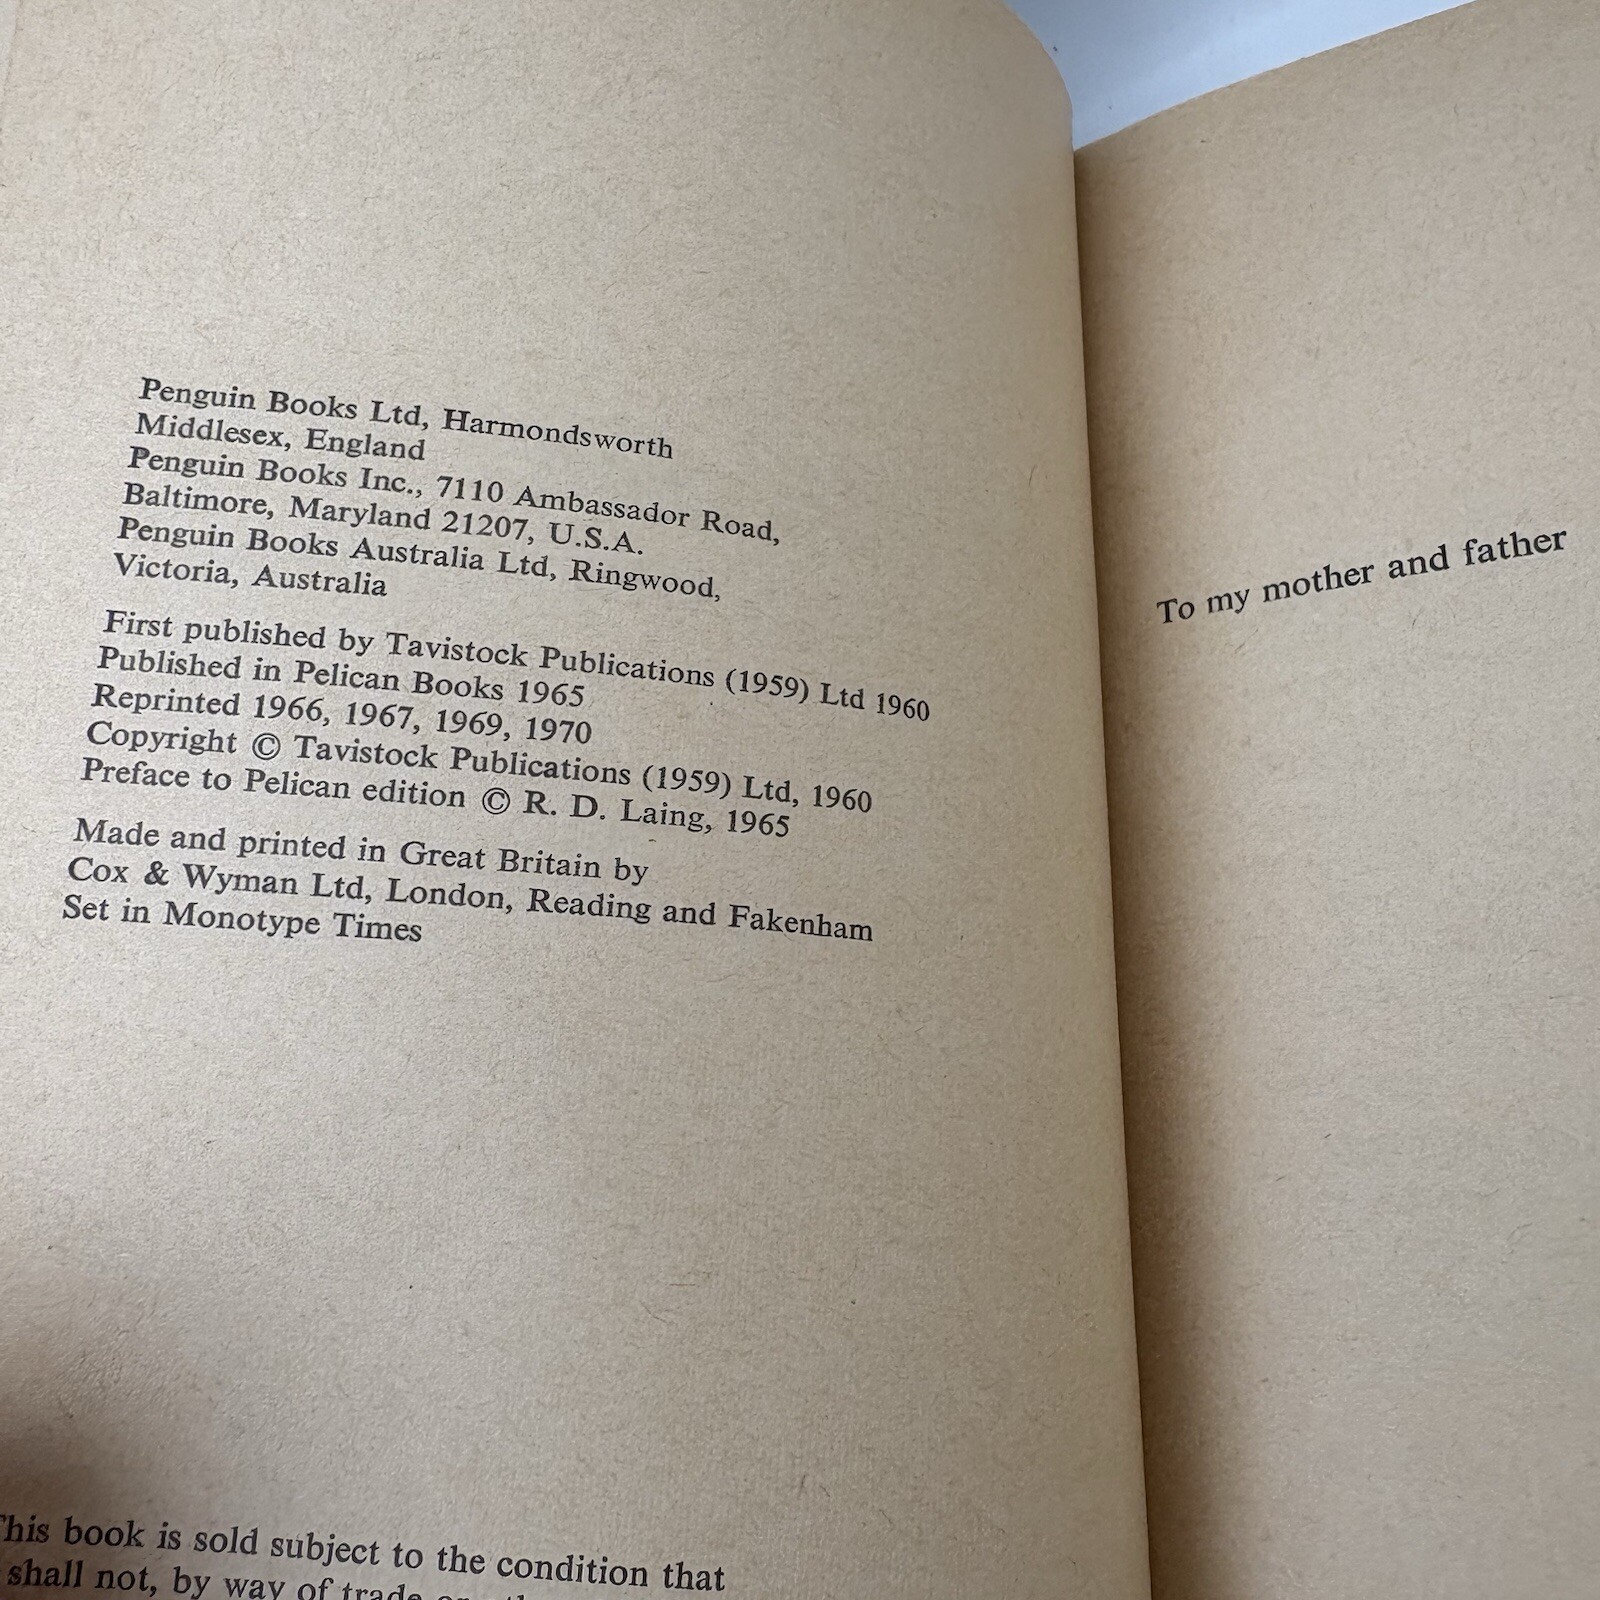 Penguin Books Ltd, Harmondsworth
Middlesex, England
Penguin Books Inc., 7110 Ambassador Road,
Baltimore, Maryland 21207, U.S.A.
Penguin Books Australia Ltd, Ringwood,
Victoria, Australia
First published by Tavistock Publications (1959) Ltd 1960
Published in Pelican Books 1965
Reprinted 1966, 1967, 1969, 1970
Copyright © Tavistock Publications (1959) Ltd, 1960
Preface to Pelican edition © R. D. Laing, 1965
Made and printed in Great Britain by
Cox & Wyman Ltd, London, Reading and Fakenham
Set in Monotype Times
This book is sold subject to the condition that
shall not, by way of trade
To my mother and father